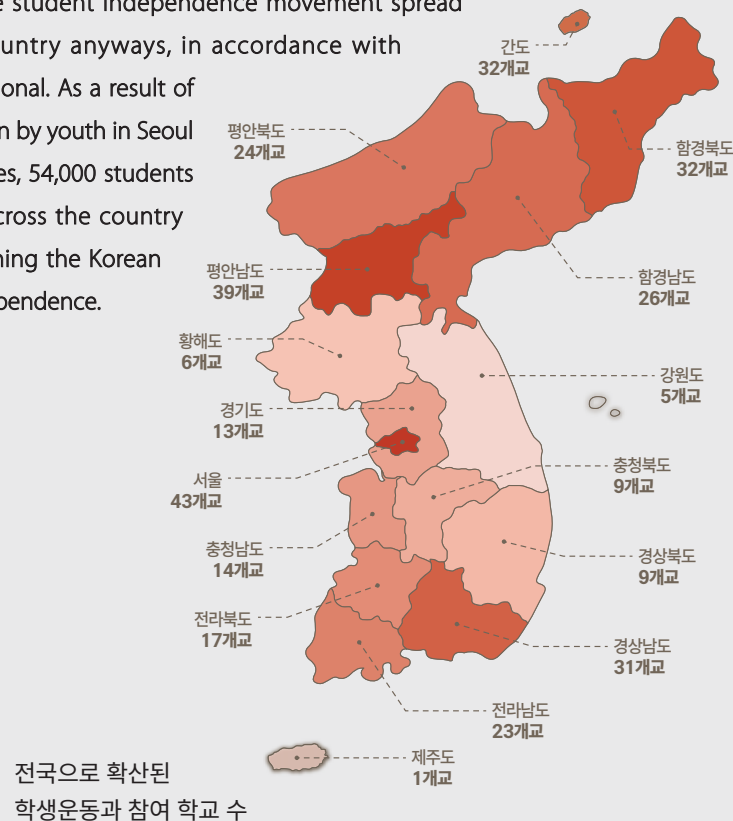 student independence movement spread
anyways, in accordance with
As a result of
by youth in Seoul
54,000 students
the country
the Korean
간도
32개교
평안북도
24개교
함경북도
32개교
평안남도
39개교
함경남도
26개교
황해도
6개교
강원도
5개교
경기도
13개교
충청북도
9개교
서울
43개교
충청남도
14개교
경상북도
9개교
전라북도
17개교
경상남도
31개교
전라남도
23개교
제주도
1개교
전국으로 확산된
학생운동과 참여 학교 수